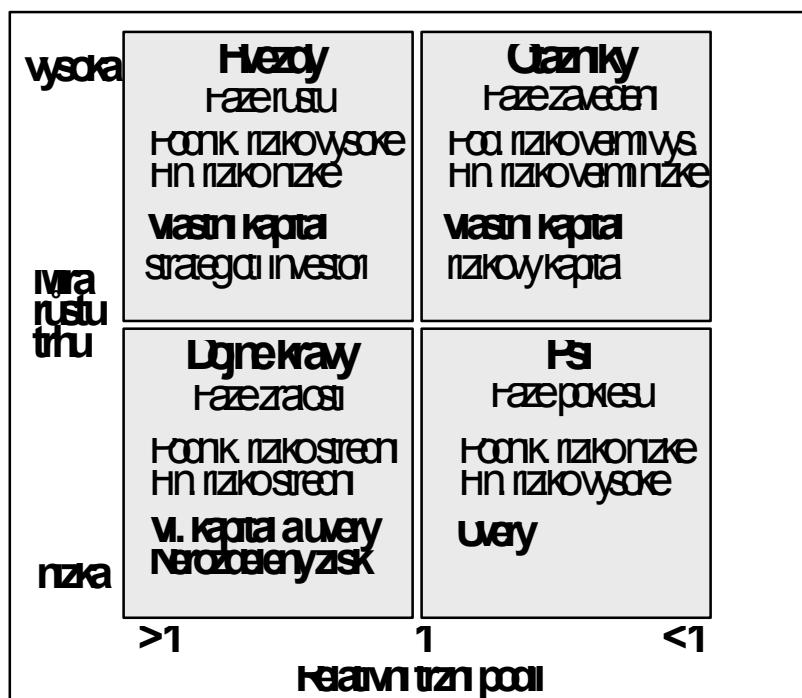 vysoka
Hvezdy
Faze rustu
Podnik. riziko vysoke
Fin. riziko nizke
Vlastni kapital
strategicti investori
Otazniky
Faze zavedeni
Pod. riziko velmi vys.
Fin. riziko velmi nizke
Vlastni kapital
rizikovy kapital
Mira
růstu
trhu
Dojne kravy
Faze zralosti
Podnik. riziko stredni
Fin. riziko stredni
Vl. kapital a uvery
Nerozdeleny zisk
Psi
Faze poklesu
Podnik. riziko nizke
Fin. riziko vysoke
Uvery
nizka
>1 1 <1
Relativni trzni podil